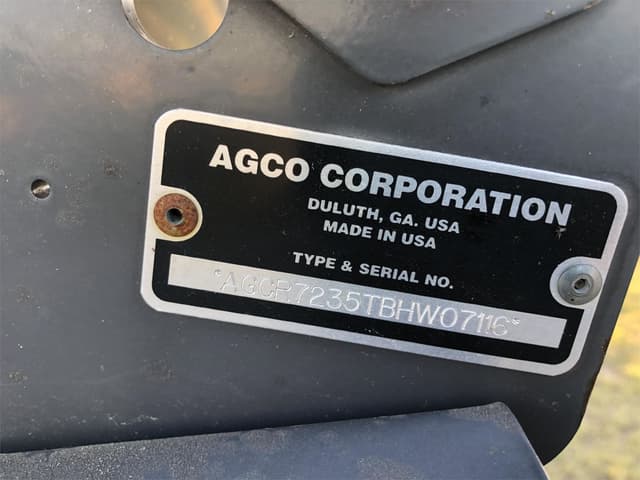 AGCO CORPORATION
DULUTH, GA. USA
MADE IN USA
TYPE & SERIAL NO.
*AGCR7235TBHW07116*